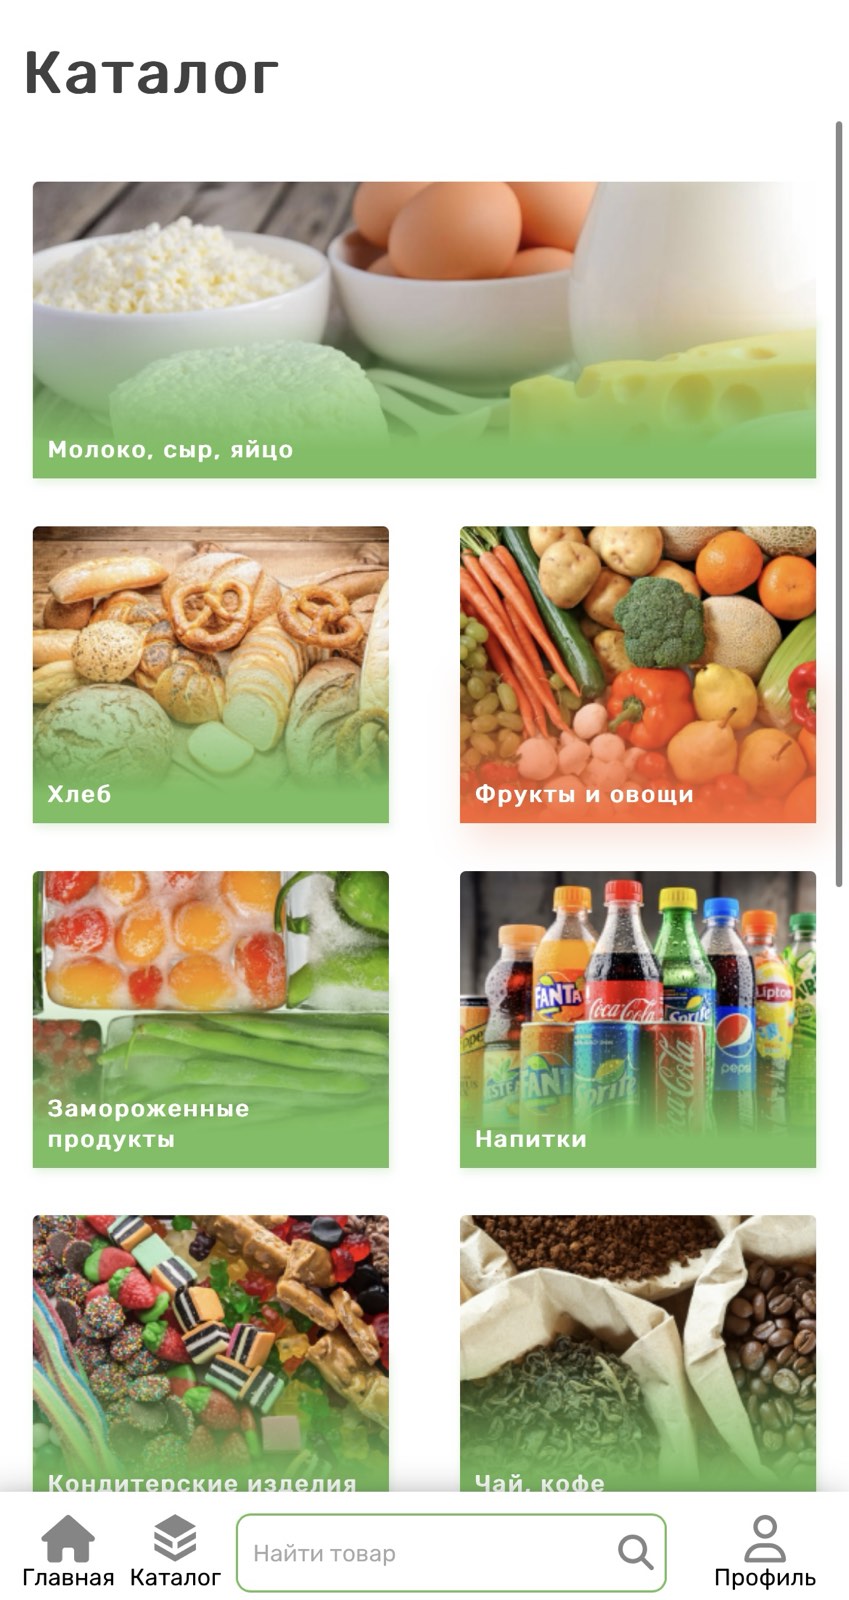 Каталог
Молоко, сыр, яйцо
Хлеб
Фрукты и овощи
Замороженные
продукты
FANTA
Coca-Cola
Sprite
Lipton
pepsi
FANT
Sprite
Coca-Cola
Напитки
Кондитерские изделия
Чай, кофе
Найти товар
Главная
Каталог
Профиль